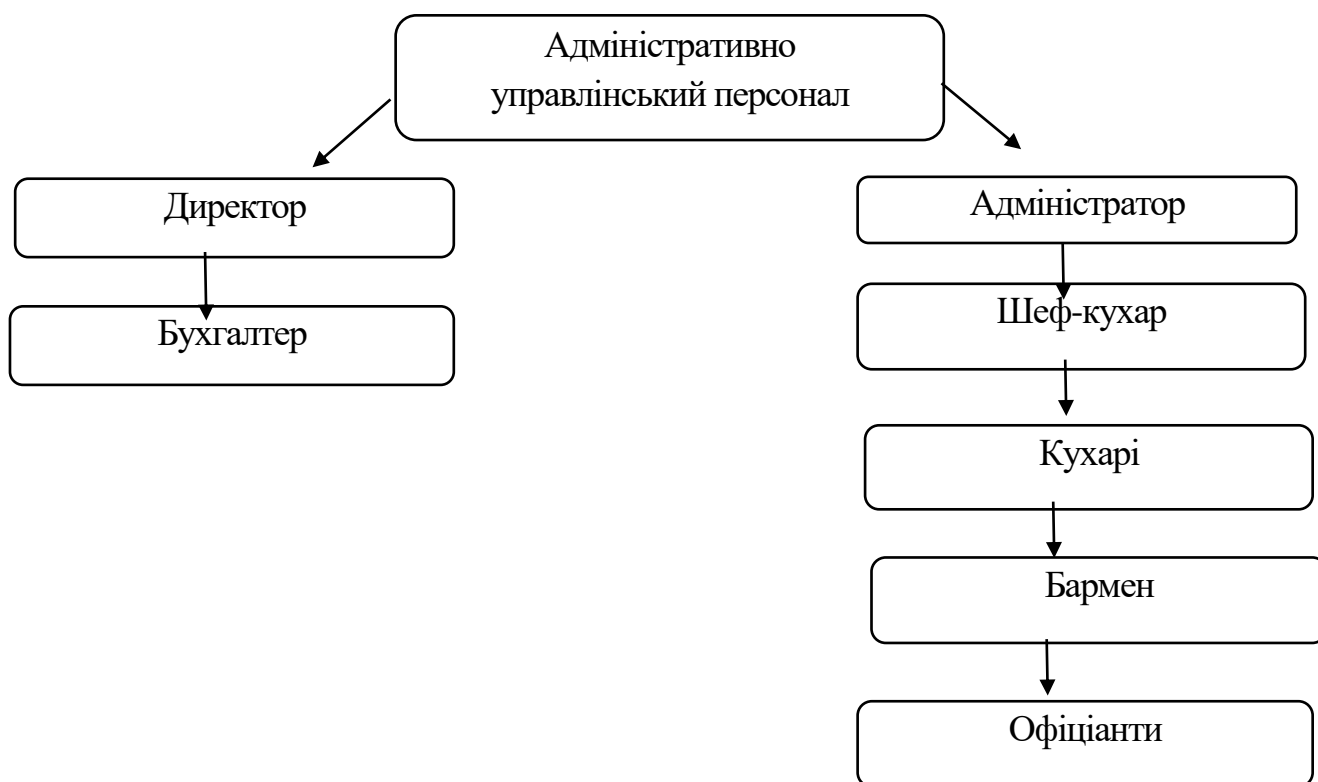 Адміністративно
управлінський персонал
Директор
Бухгалтер
Адміністратор
Шеф-кухар
Кухарі
Бармен
Офіціанти